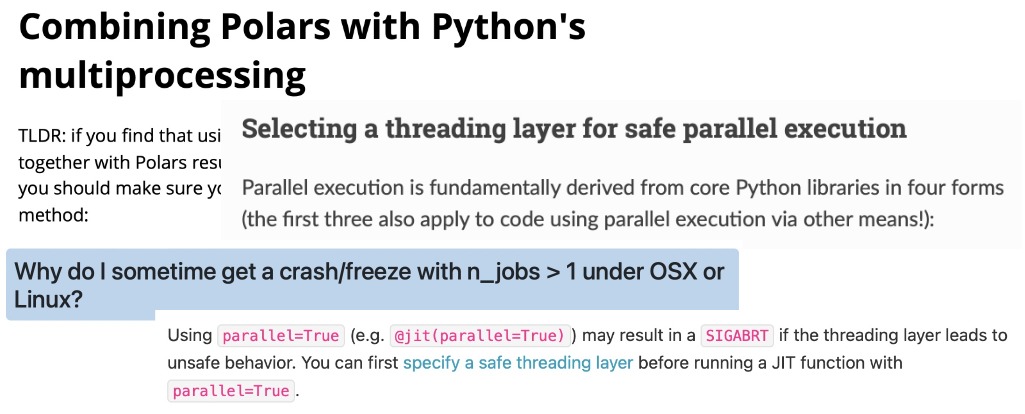 Combining Polars with Python's
multiprocessing
TLDR: if you find that usi
together with Polars resu
you should make sure yo
method:
Selecting a threading layer for safe parallel execution
Parallel execution is fundamentally derived from core Python libraries in four forms
(the first three also apply to code using parallel execution via other means!):
Why do I sometime get a crash/freeze with n_jobs > 1 under OSX or
Linux?
Using parallel=True (e.g. @jit(parallel=True)) may result in a SIGABRT if the threading layer leads to
unsafe behavior. You can first specify a safe threading layer before running a JIT function with
parallel=True.